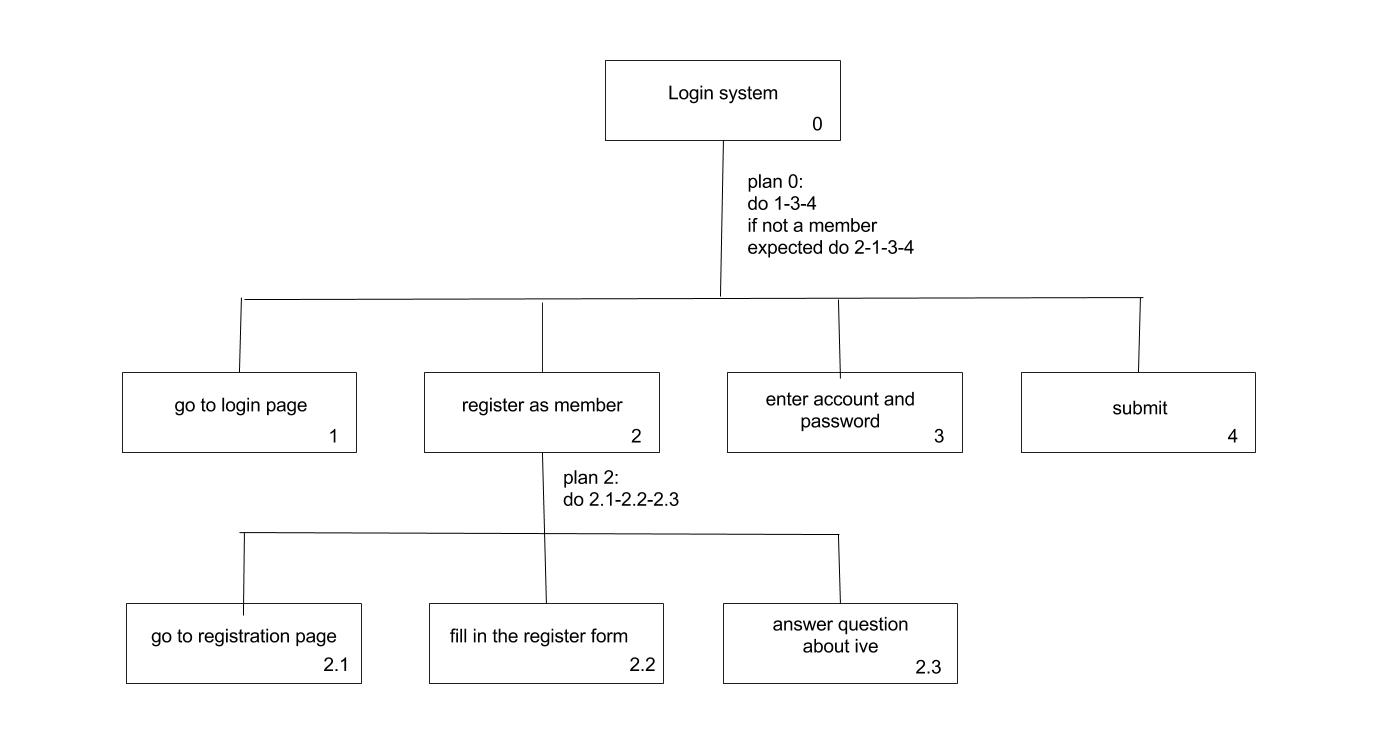 Login system
0
plan 0:
do 1-3-4
if not a member
expected do 2-1-3-4
go to login page
1
register as member
2
enter account and
password
3
submit
4
plan 2:
do 2.1-2.2-2.3
go to registration page
2.1
fill in the register form
2.2
answer question
about ive
2.3